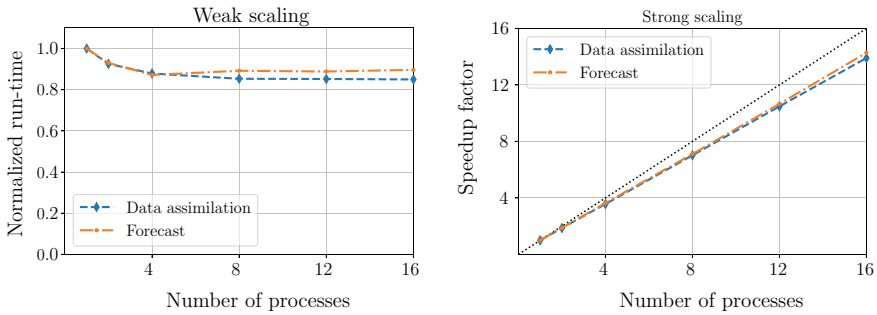 Weak scaling
Normalized run-time
1.0
0.8
0.6
0.4
0.2
0.0
Data assimilation
Forecast
4
8
12
16
Number of processes
Strong scaling
Speedup factor
16
12
8
4
Data assimilation
Forecast
4
8
12
16
Number of processes